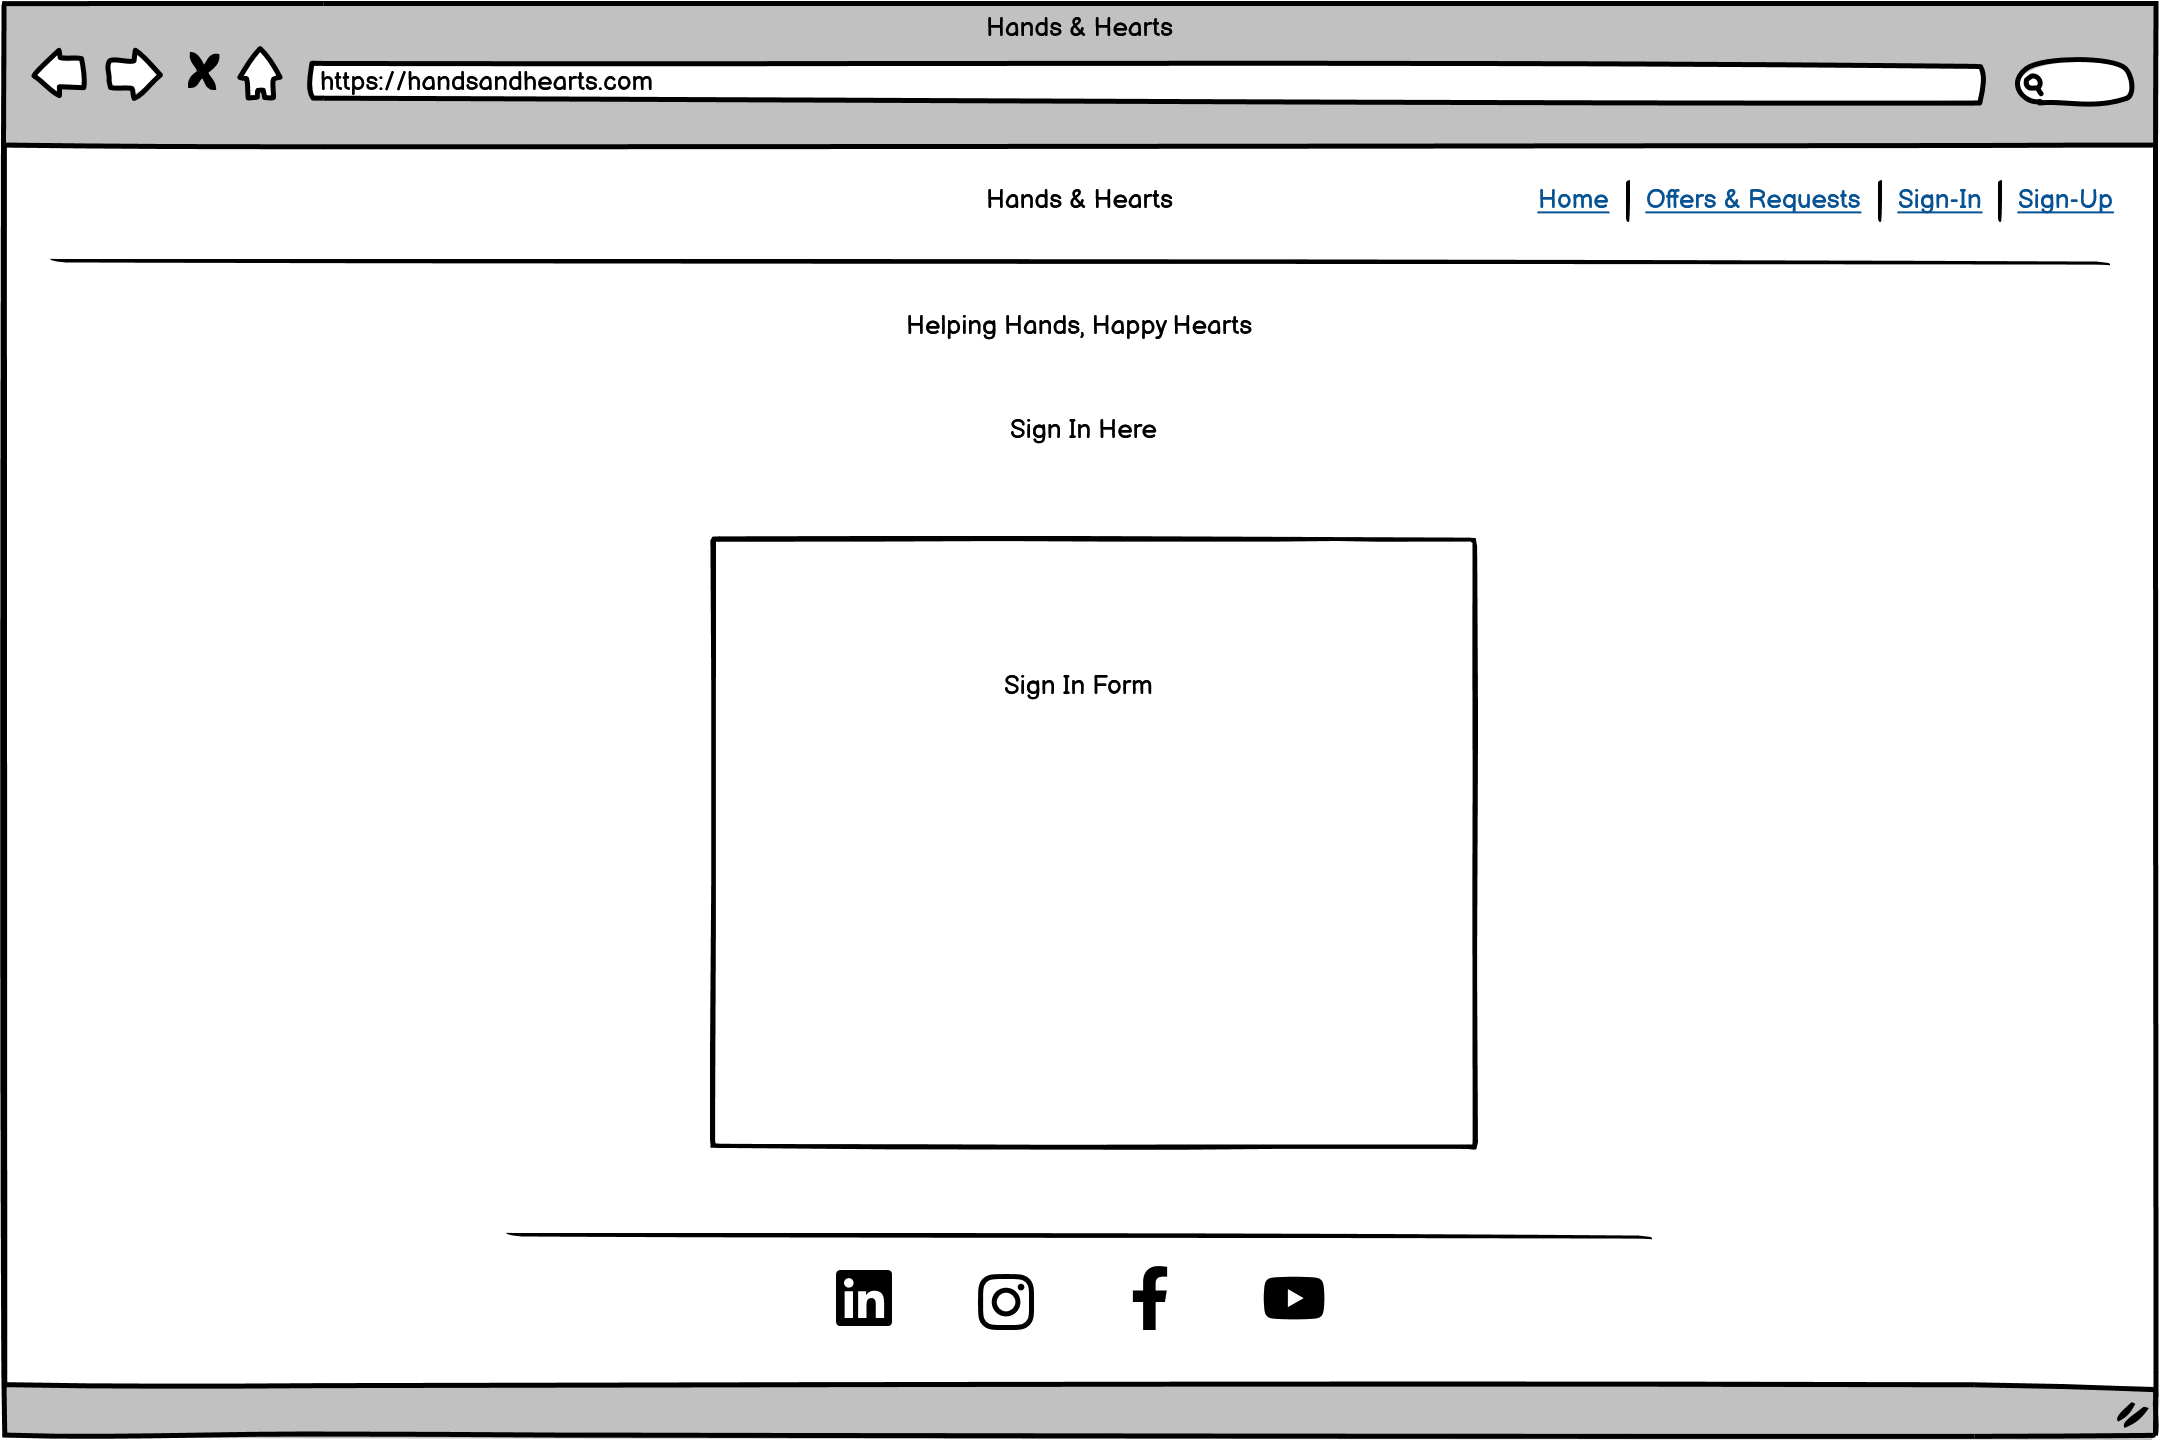 Hands & Hearts
https://handsandhearts.com
Hands & Hearts
Home | Offers & Requests | Sign-In | Sign-Up
Helping Hands, Happy Hearts
Sign In Here
Sign In Form
in